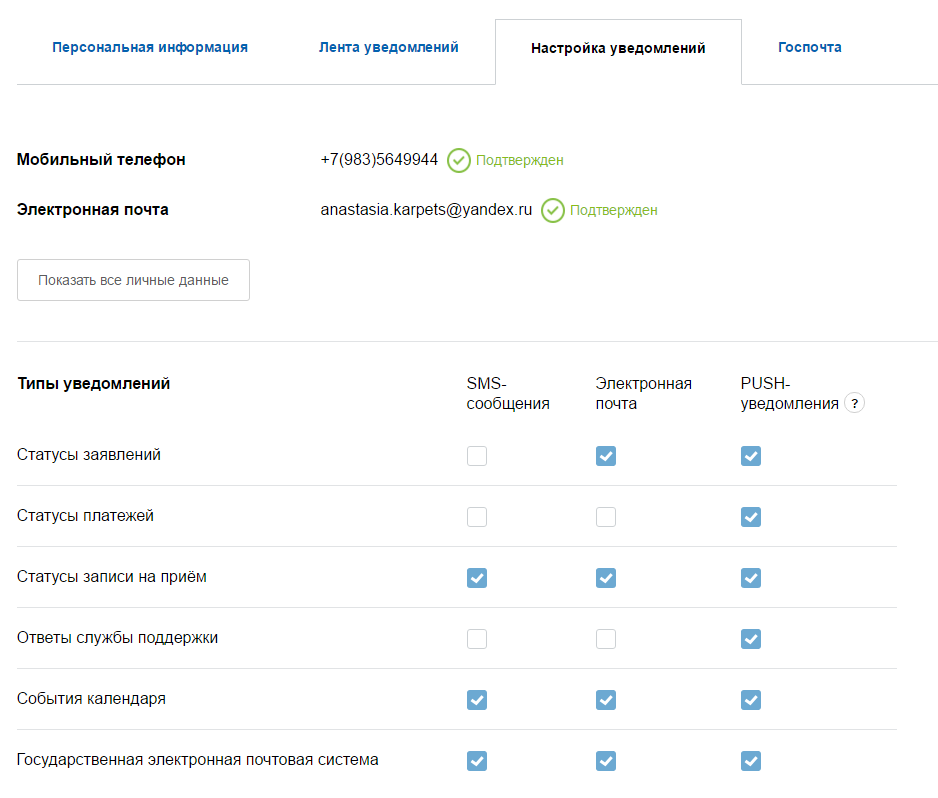 Персональная информация Лента уведомлений Настройка уведомлений Госпочта
Мобильный телефон +7(983)5649944 Подтвержден
Электронная почта anastasia.karpets@yandex.ru Подтвержден
Показать все личные данные
Типы уведомлений SMS- Электронная PUSH-
сообщения почта уведомления ?
Статусы заявлений
Статусы платежей
Статусы записи на приём
Ответы службы поддержки
События календаря
Государственная электронная почтовая система